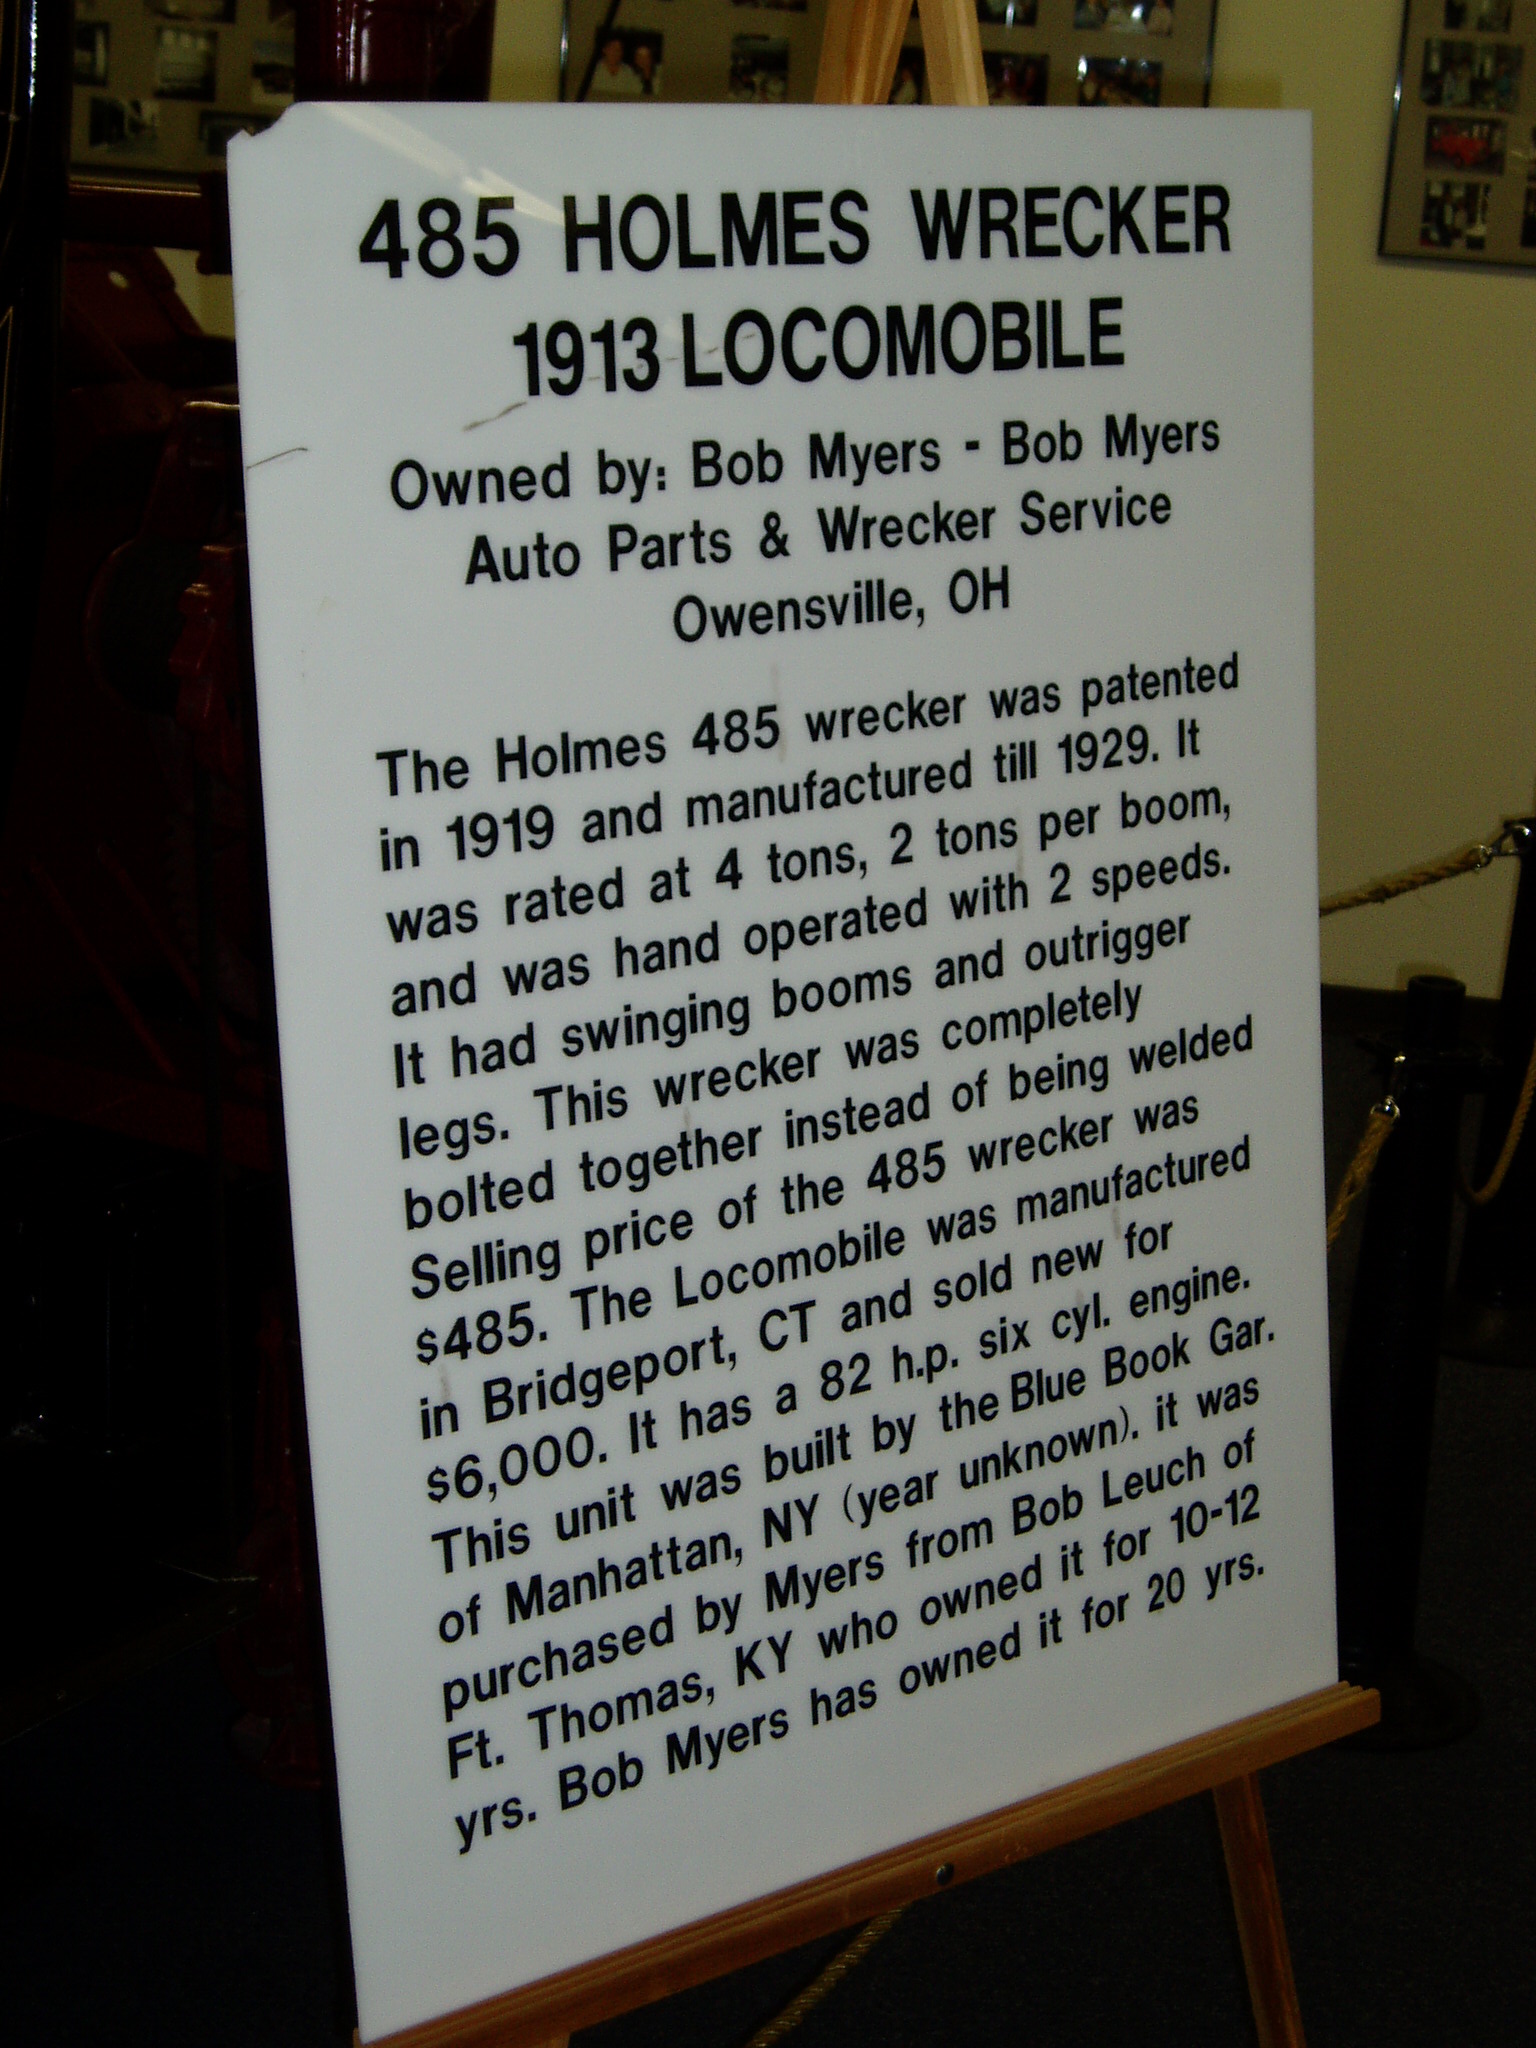 485 HOLMES WRECKER
1913 LOCOMOBILE
Owned by: Bob Myers - Bob Myers
Auto Parts & Wrecker Service
Owensville, OH
The Holmes 485 wrecker was patented
in 1919 and manufactured till 1929. It
was rated at 4 tons, 2 tons per boom,
and was hand operated with 2 speeds.
It had swinging booms and outrigger
legs. This wrecker was completely
bolted together instead of being welded
Selling price of the 485 wrecker was
$485. The Locomobile was manufactured
in Bridgeport, CT and sold new for
$6,000. It has a 82 h.p. six cyl. engine.
This unit was built by the Blue Book Gar.
of Manhattan, NY (year unknown). it was
purchased by Myers from Bob Leuch of
Ft. Thomas, KY who owned it for 10-12
yrs. Bob Myers has owned it for 20 yrs.